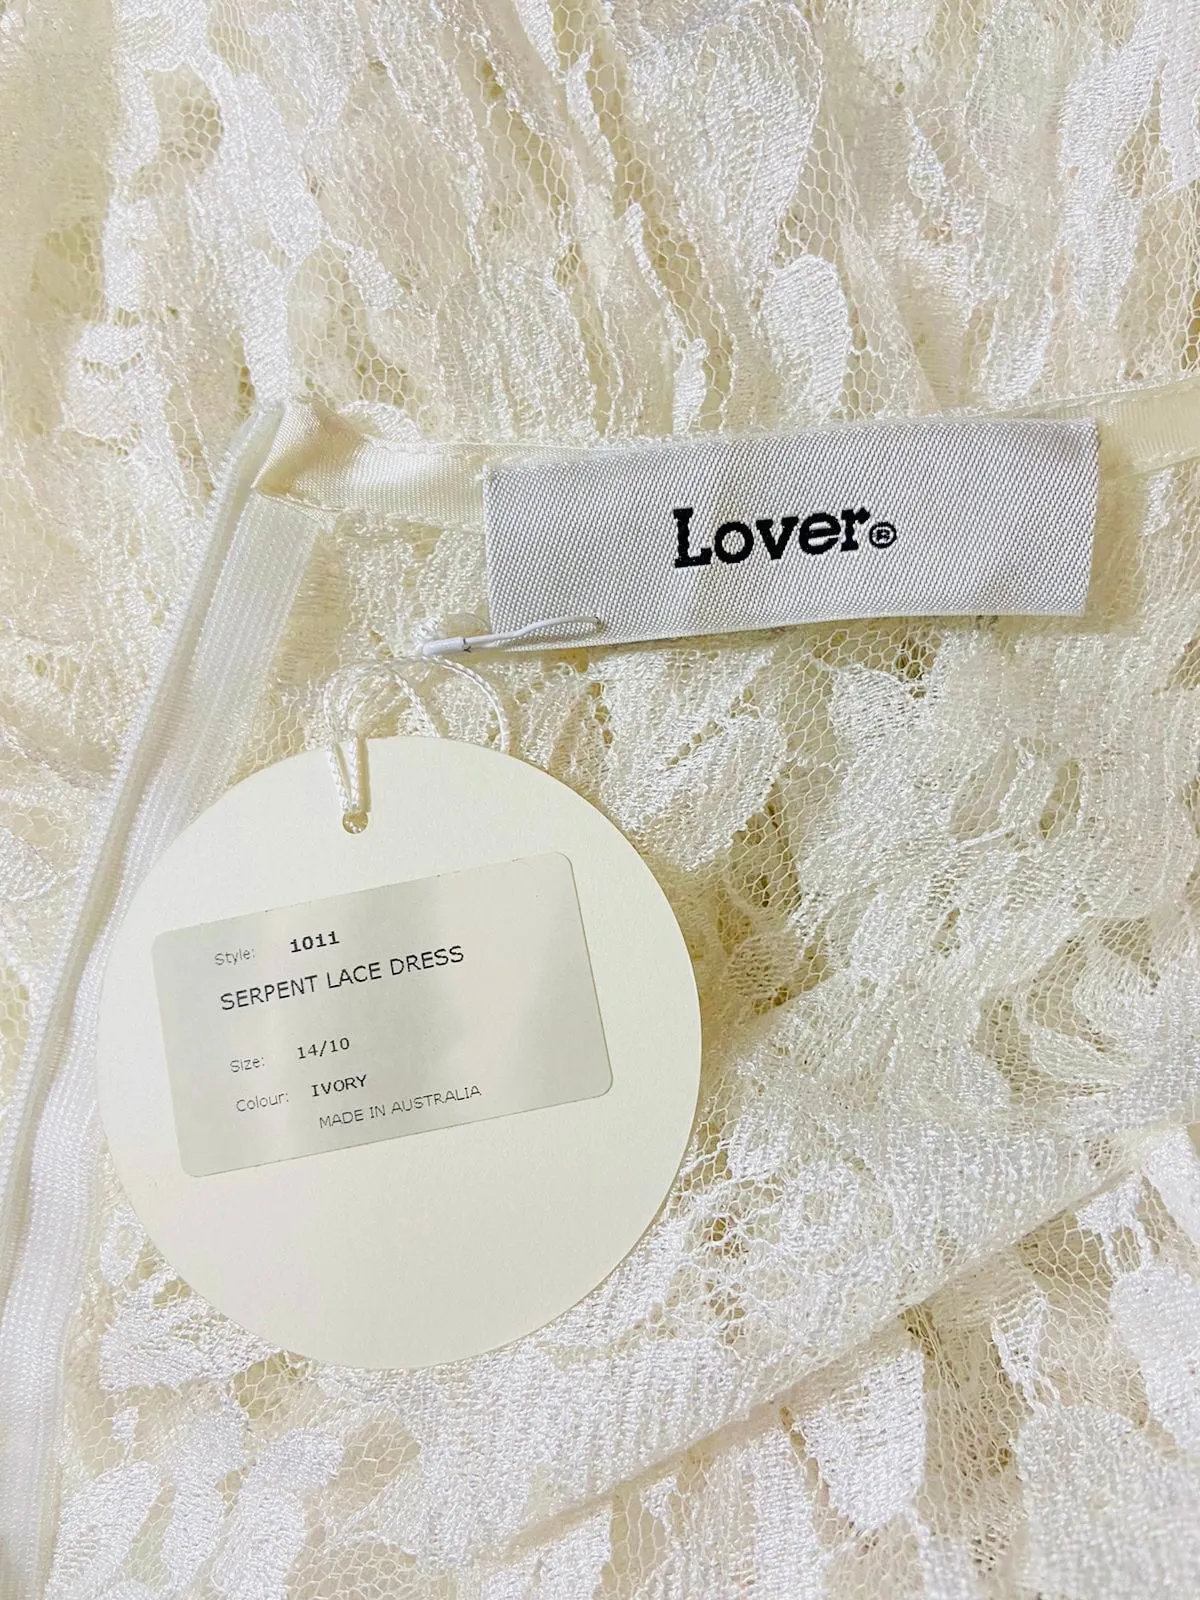 Lover®
Style: 1011
SERPENT LACE DRESS
Size: 14/10
Colour: IVORY
MADE IN AUSTRALIA